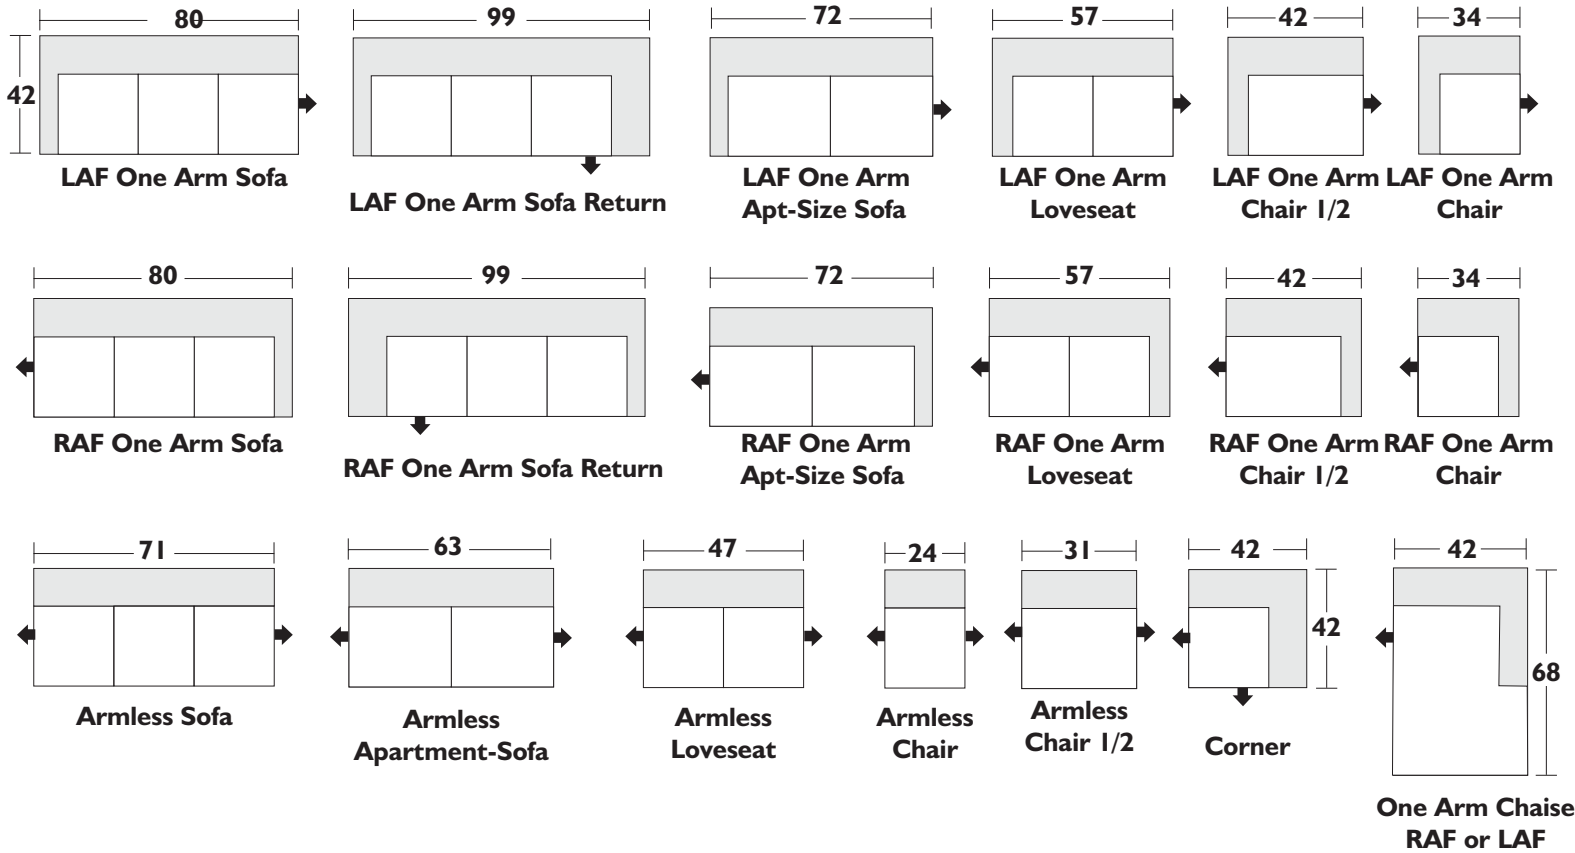 80
99
72
57
42
34
42
LAF One Arm Sofa
LAF One Arm Sofa Return
LAF One Arm
Apt-Size Sofa
LAF One Arm
Loveseat
LAF One Arm
Chair 1/2
LAF One Arm
Chair
80
99
72
57
42
34
RAF One Arm Sofa
RAF One Arm Sofa Return
RAF One Arm
Apt-Size Sofa
RAF One Arm
Loveseat
RAF One Arm
Chair 1/2
RAF One Arm
Chair
71
63
47
24
31
42
42
42
68
Armless Sofa
Armless
Apartment-Sofa
Armless
Loveseat
Armless
Chair
Armless
Chair 1/2
Corner
One Arm Chaise
RAF or LAF